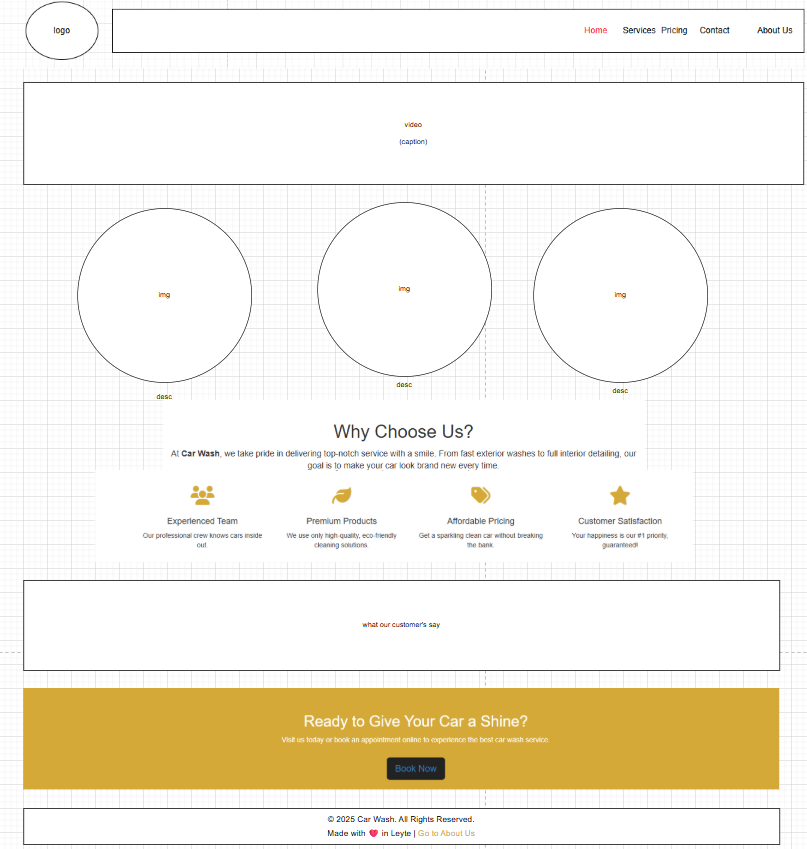 logo
Home Services Pricing Contact About Us
video
(caption)
img
img
img
desc
desc
desc
Why Choose Us?
At Car Wash, we take pride in delivering top-notch service with a smile. From fast exterior washes to full interior detailing, our
goal is to make your car look brand new every time.
Experienced Team
Our professional crew knows cars inside
out.
Premium Products
We use only high-quality, eco-friendly
cleaning solutions.
Affordable Pricing
Get a sparkling clean car without breaking
the bank.
Customer Satisfaction
Your happiness is our #1 priority,
guaranteed!
what our customer's say
Ready to Give Your Car a Shine?
Visit us today or book an appointment online to experience the best car wash service.
Book Now
© 2025 Car Wash. All Rights Reserved.
Made with ❤️ in Leyte | Go to About Us